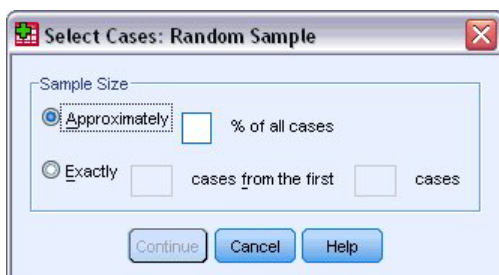 Select Cases: Random Sample
Sample Size
Approximately % of all cases
Exactly cases from the first cases
Continue Cancel Help